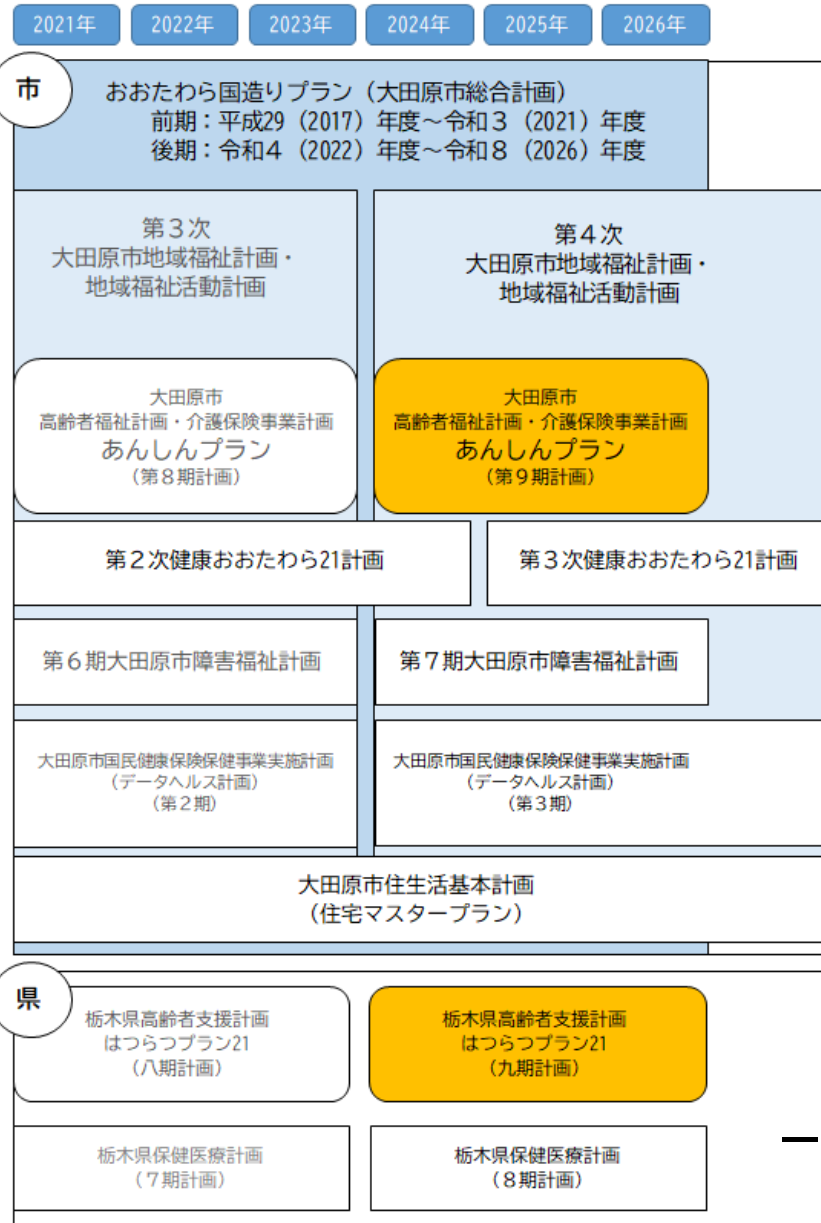 2021年 2022年 2023年 2024年 2025年 2026年
市
おおたわら国造りプラン（大田原市総合計画）
前期：平成29（2017）年度～令和３（2021）年度
後期：令和４（2022）年度～令和８（2026）年度
第３次
大田原市地域福祉計画・
地域福祉活動計画
第４次
大田原市地域福祉計画・
地域福祉活動計画
大田原市
高齢者福祉計画・介護保険事業計画
あんしんプラン
（第８期計画）
大田原市
高齢者福祉計画・介護保険事業計画
あんしんプラン
（第９期計画）
第２次健康おおたわら21計画
第３次健康おおたわら21計画
第６期大田原市障害福祉計画
第７期大田原市障害福祉計画
大田原市国民健康保険保健事業実施計画
（データヘルス計画）
（第２期）
大田原市国民健康保険保健事業実施計画
（データヘルス計画）
（第３期）
大田原市住生活基本計画
（住宅マスタープラン）
県
栃木県高齢者支援計画
はつらつプラン21
（八期計画）
栃木県高齢者支援計画
はつらつプラン21
（九期計画）
栃木県保健医療計画
（７期計画）
栃木県保健医療計画
（８期計画）